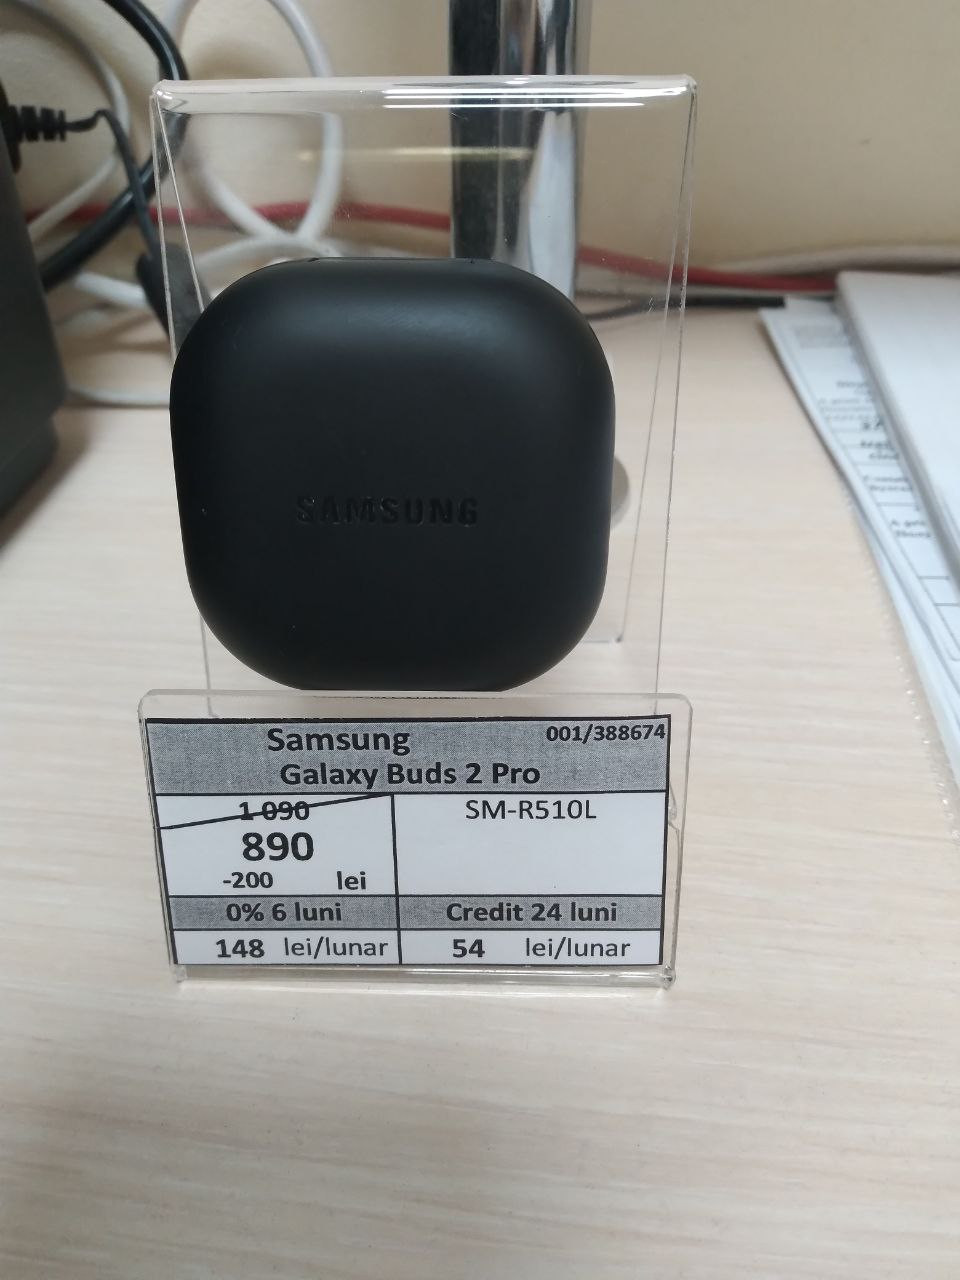 SAMSUNG
Samsung 001/388674
Galaxy Buds 2 Pro
1 090 SM-R510L
890
-200 lei
0% 6 luni Credit 24 luni
148 lei/lunar 54 lei/lunar